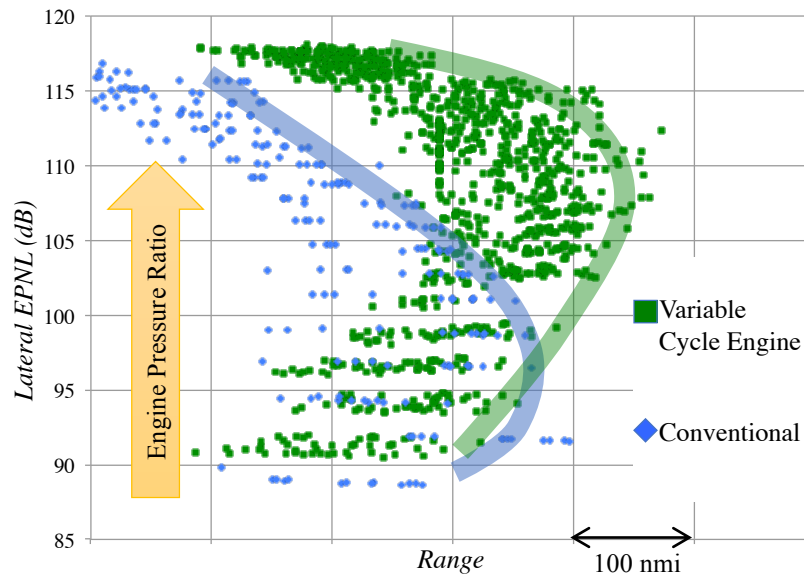 120
115
110
105
100
95
90
85
Lateral EPNL (dB)
Engine Pressure Ratio
Variable
Cycle Engine
Conventional
Range
100 nmi